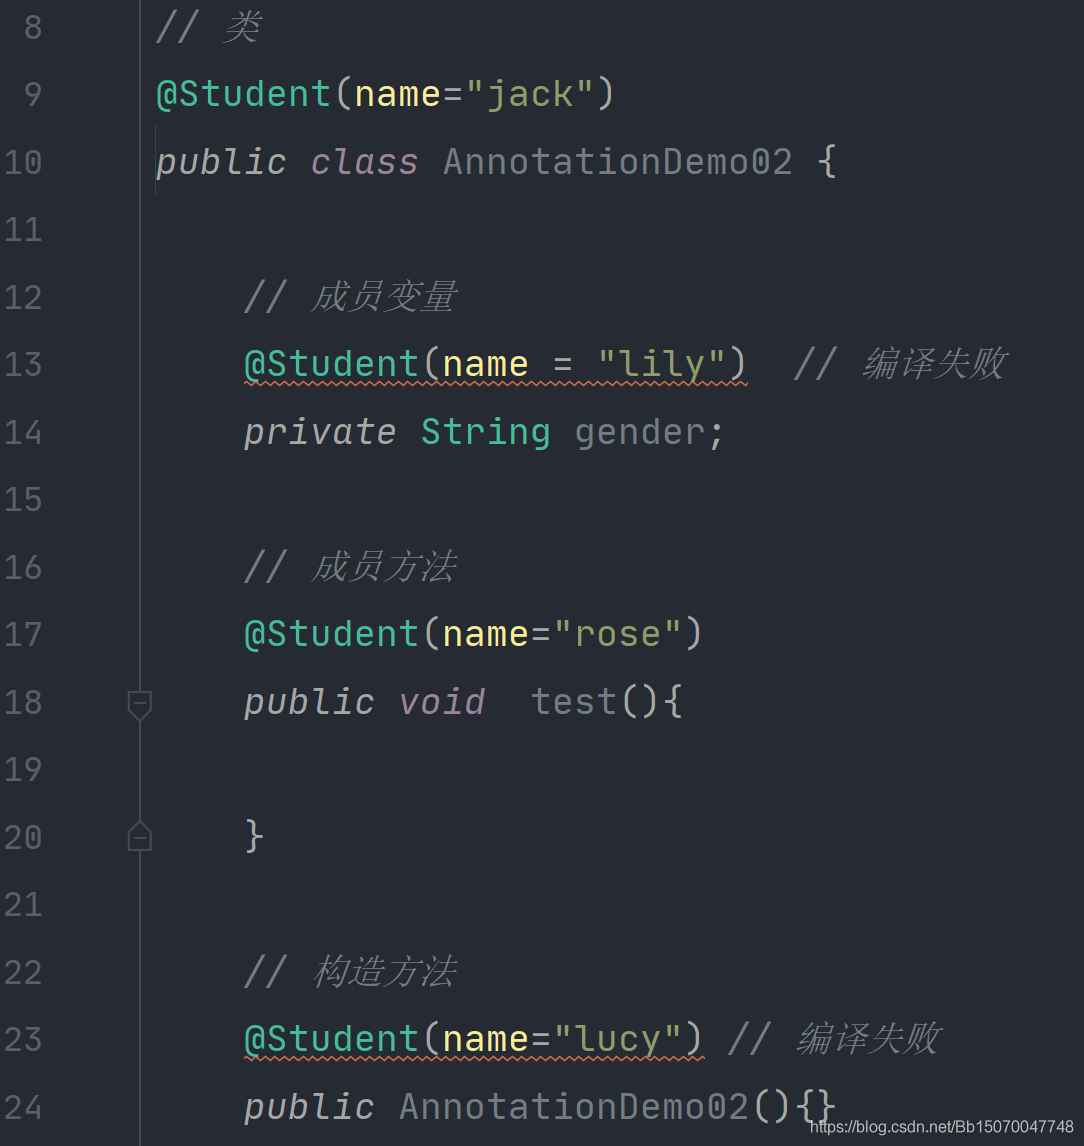 8 // 类
9 @Student(name="jack")
10 public class AnnotationDemo02 {
11
12 // 成员变量
13 @Student(name = "lily") // 编译失败
14 private String gender;
15
16 // 成员方法
17 @Student(name="rose")
18 public void test(){
19
20 }
21
22 // 构造方法
23 @Student(name="lucy") // 编译失败
24 public AnnotationDemo02(){}
https://blog.csdn.net/Bb15070047748